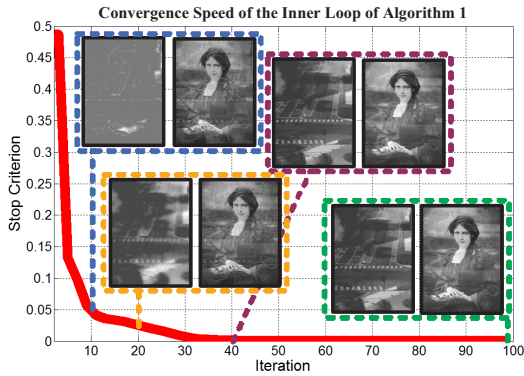 Convergence Speed of the Inner Loop of Algorithm 1
Stop Criterion
0.5
0.45
0.4
0.35
0.3
0.25
0.2
0.15
0.1
0.05
0
10 20 30 40 50 60 70 80 90 100
Iteration